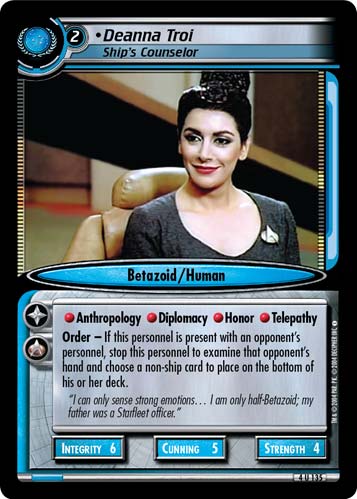 2
•Deanna Troi
Ship's Counselor
Betazoid/Human
Anthropology Diplomacy Honor Telepathy
Order – If this personnel is present with an opponent's
personnel, stop this personnel to examine that opponent's
hand and choose a non-ship card to place on the bottom of
his or her deck.
"I can only sense strong emotions… I am only half-Betazoid; my
father was a Starfleet officer."
INTEGRITY 6 CUNNING 5 STRENGTH 4
4 U 135